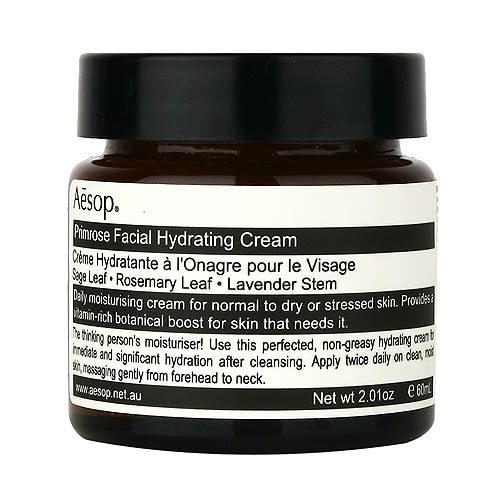 Aēsop®
Primrose Facial Hydrating Cream
Crème Hydratante à l'Onagre pour le Visage
Sage Leaf • Rosemary Leaf • Lavender Stem
Daily moisturising cream for normal to dry or stressed skin. Provides a
vitamin-rich botanical boost for skin that needs it.
The thinking person's moisturiser! Use this perfected, non-greasy hydrating cream for
immediate and significant hydration after cleansing. Apply twice daily on clean, moist
skin, massaging gently from forehead to neck.
www.aesop.net.au Net wt 2.01oz ℮ 60mL